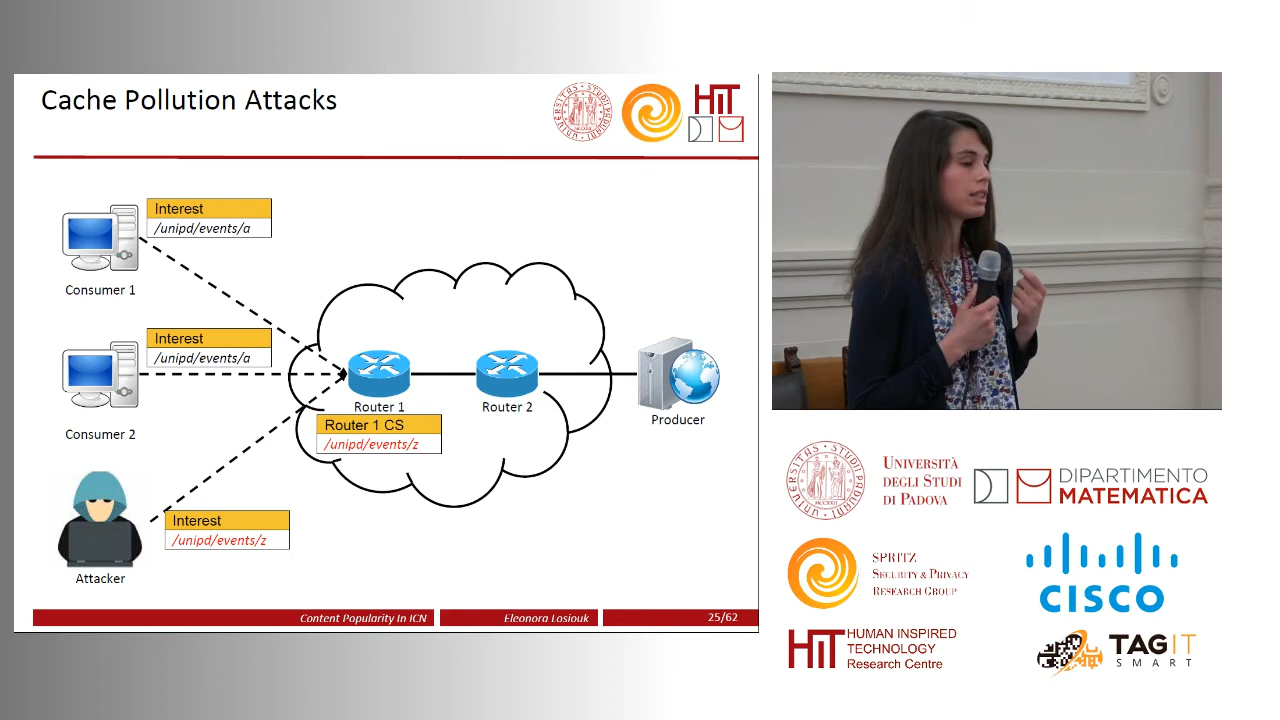 Cache Pollution Attacks
HIT
Interest
/unipd/events/a
Consumer 1
Interest
/unipd/events/a
Consumer 2
Router 1
Router 2
Producer
Router 1 CS
/unipd/events/z
Interest
/unipd/events/z
Attacker
Content Popularity In ICN
Eleonora Losiouk
25/62
UNIVERSITÀ
DEGLI STUDI
DI PADOVA
DIPARTIMENTO
MATEMATICA
SPRITZ
SECURITY & PRIVACY
RESEARCH GROUP
CISCO
HIT
HUMAN INSPIRED
TECHNOLOGY
Research Centre
TAGIT
SMART